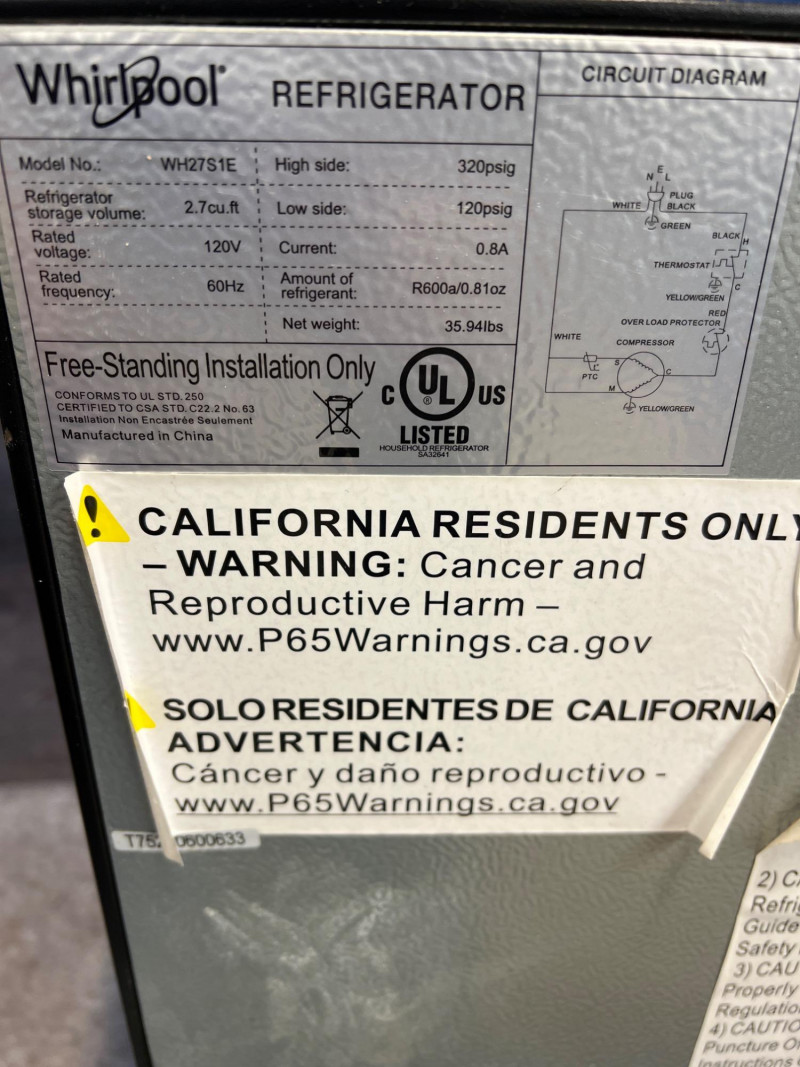 Whirlpool REFRIGERATOR
Model No.: WH27S1E
Refrigerator
storage volume: 2.7cu.ft
Rated
voltage: 120V
Rated
frequency: 60Hz
High side: 320psig
Low side: 120psig
Current: 0.8A
Amount of
refrigerant: R600a/0.81oz
Net weight: 35.94lbs
Free-Standing Installation Only
CONFORMS TO UL STD. 250
CERTIFIED TO CSA STD. C22.2 No. 63
Installation Non Encastrèe Seulement
Manufactured in China
C UL US
®
LISTED
HOUSEHOLD REFRIGERATOR
SA32641
CIRCUIT DIAGRAM
E
N L
PLUG
WHITE BLACK
GREEN
BLACK H
THERMOSTAT
C
YELLOW/GREEN
RED
OVER LOAD PROTECTOR
WHITE
COMPRESSOR
PTC
S
C
M
YELLOW/GREEN
CALIFORNIA RESIDENTS ONLY
– WARNING: Cancer and
Reproductive Harm –
www.P65Warnings.ca.gov
SOLO RESIDENTES DE CALIFORNIA
ADVERTENCIA:
Cáncer y daño reproductivo -
www.P65Warnings.ca.gov
2)
Guide
Safety
3)
Properly
4)
Puncture
Instructions